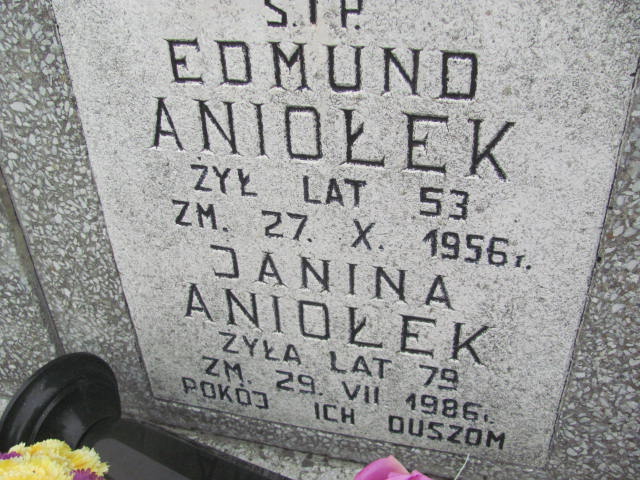 Ś.†P.
EDMUND
ANIOŁEK
ŻYŁ LAT 53
ZM. 27. X. 1956r.
JANINA
ANIOŁEK
ŻYŁA LAT 79
ZM. 29. VII 1986r.
POKÓJ ICH DUSZOM